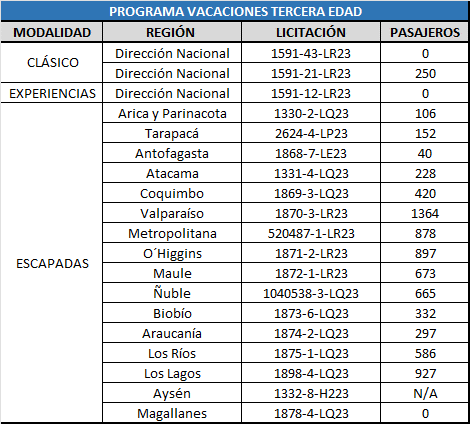 PROGRAMA VACACIONES TERCERA EDAD
MODALIDAD REGIÓN LICITACIÓN PASAJEROS
CLÁSICO Dirección Nacional 1591-43-LR23 0
Dirección Nacional 1591-21-LR23 250
EXPERIENCIAS Dirección Nacional 1591-12-LR23 0
ESCAPADAS Arica y Parinacota 1330-2-LQ23 106
Tarapacá 2624-4-LP23 152
Antofagasta 1868-7-LE23 40
Atacama 1331-4-LQ23 228
Coquimbo 1869-3-LQ23 420
Valparaíso 1870-3-LR23 1364
Metropolitana 520487-1-LR23 878
O´Higgins 1871-2-LR23 897
Maule 1872-1-LR23 673
Ñuble 1040538-3-LQ23 665
Biobío 1873-6-LQ23 332
Araucanía 1874-2-LQ23 297
Los Ríos 1875-1-LQ23 586
Los Lagos 1898-4-LQ23 927
Aysén 1332-8-H223 N/A
Magallanes 1878-4-LQ23 0